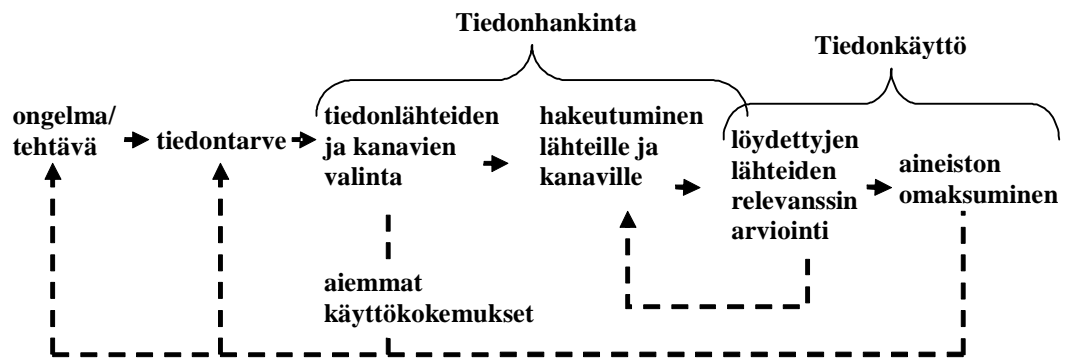 Tiedonhankinta
Tiedonkäyttö
ongelma/
tehtävä
tiedontarve
tiedonlähteiden
ja kanavien
valinta
hakeutuminen
lähteille ja
kanaville
löydettyjen
lähteiden
relevanssin
arviointi
aineiston
omaksuminen
aiemmat
käyttökokemukset